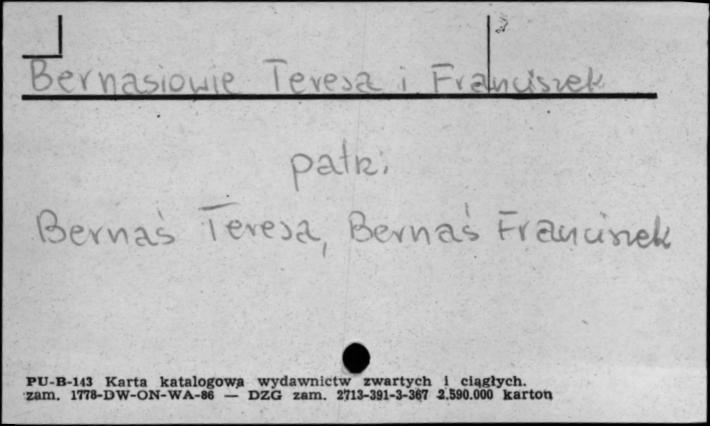 Bernasiowie Teresa i Franciszek
patrz.
Bernaś Teresa, Bernaś Franciszek
PU-B-143 Karta katalogowa wydawnictw zwartych i ciągłych.
zam. 1778-DW-ON-WA-86 — DZG zam. 2713-391-3-367 2.590.000 karton